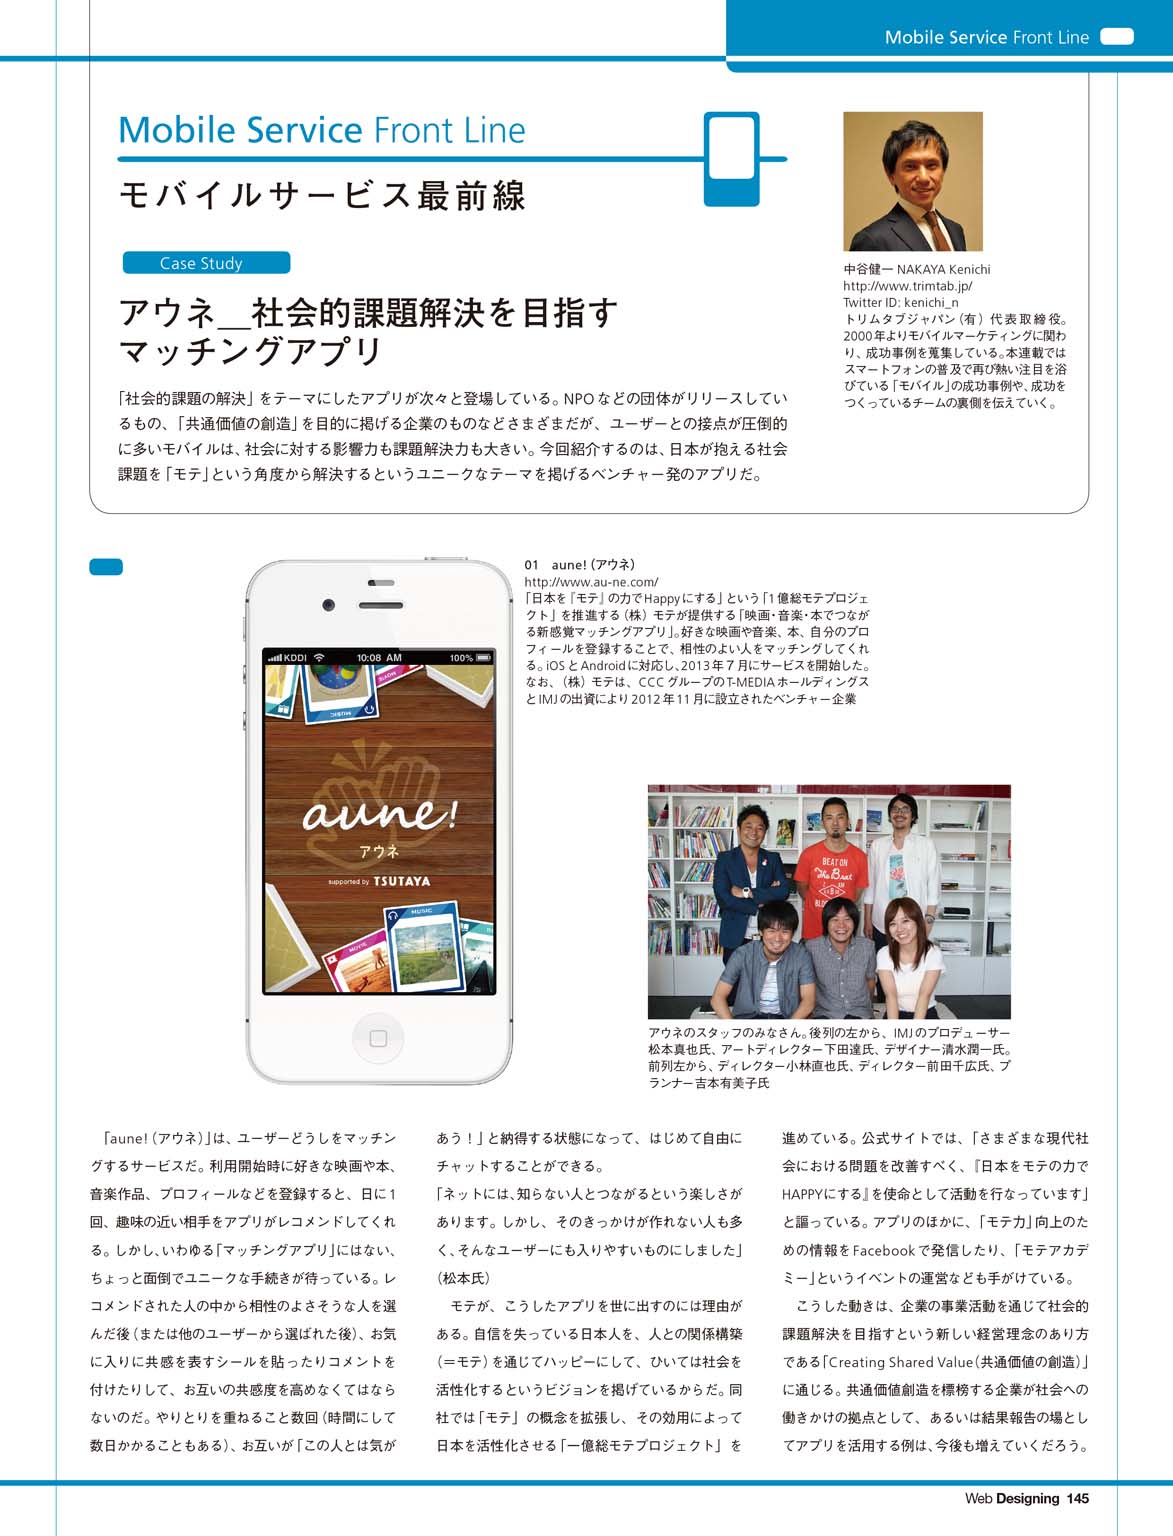 Mobile Service Front Line
Mobile Service Front Line
モバイルサービス最前線
Case Study
アウネ__社会的課題解決を目指す
マッチングアプリ
「社会的課題の解決」をテーマにしたアプリが次々と登場している。NPOなどの団体がリリースしてい
るもの、「共通価値の創造」を目的に掲げる企業のものなどさまざまだが、ユーザーとの接点が圧倒的
に多いモバイルは、社会に対する影響力も課題解決力も大きい。今回紹介するのは、日本が抱える社会
課題を「モテ」という角度から解決するというユニークなテーマを掲げるベンチャー発のアプリだ。
中谷健一 NAKAYA Kenichi
http://www.trimtab.jp/
Twitter ID: kenichi_n
トリムタブジャパン（有）代表取締役。
2000年よりモバイルマーケティングに関わ
り、成功事例を蒐集している。本連載では
スマートフォンの普及で再び熱い注目を浴
びている「モバイル」の成功事例や、成功を
つくっているチームの裏側を伝えていく。
01　aune!（アウネ）
http://www.au-ne.com/
「日本を『モテ』の力でHappyにする」という「1億総モテプロジェ
クト」を推進する（株）モテが提供する「映画・音楽・本でつなが
る新感覚マッチングアプリ」。好きな映画や音楽、本、自分のプロ
フィールを登録することで、相性のよい人をマッチングしてくれ
る。iOSとAndroidに対応し、2013年7月にサービスを開始した。
なお、（株）モテは、CCCグループのT-MEDIAホールディングス
とIMJの出資により2012年11月に設立されたベンチャー企業
KDDI
10:08 AM
100%
MOVIE
MUSIC
aune!
アウネ
supported by TSUTAYA
MUSIC
MOVIE
BEAT ON
The Brat
アウネのスタッフのみなさん。後列の左から、IMJのプロデューサー
松本真也氏、アートディレクター下田達氏、デザイナー清水潤一氏。
前列左から、ディレクター小林直也氏、ディレクター前田千広氏、プ
ランナー吉本有美子氏
「aune!（アウネ）」は、ユーザーどうしをマッチン
グするサービスだ。利用開始時に好きな映画や本、
音楽作品、プロフィールなどを登録すると、日に1
回、趣味の近い相手をアプリがレコメンドしてくれ
る。しかし、いわゆる「マッチングアプリ」にはない、
ちょっと面倒でユニークな手続きが待っている。レ
コメンドされた人の中から相性のよさそうな人を選
んだ後（または他のユーザーから選ばれた後）、お気
に入りに共感を表すシールを貼ったりコメントを
付けたりして、お互いの共感度を高めなくてはなら
ないのだ。やりとりを重ねること数回（時間にして
数日かかることもある）、お互いが「この人とは気が
あう！」と納得する状態になって、はじめて自由に
チャットすることができる。
「ネットには、知らない人とつながるという楽しさが
あります。しかし、そのきっかけが作れない人も多
く、そんなユーザーにも入りやすいものにしました」
（松本氏）
モテが、こうしたアプリを世に出すのには理由が
ある。自信を失っている日本人を、人との関係構築
（＝モテ）を通じてハッピーにして、ひいては社会を
活性化するというビジョンを掲げているからだ。同
社では「モテ」の概念を拡張し、その効用によって
日本を活性化させる「一億総モテプロジェクト」を
進めている。公式サイトでは、「さまざまな現代社
会における問題を改善すべく、『日本をモテの力で
HAPPYにする』を使命として活動を行なっています」
と謳っている。アプリのほかに、「モテ力」向上のた
めの情報をFacebookで発信したり、「モテアカデ
ミー」というイベントの運営なども手がけている。
こうした動きは、企業の事業活動を通じて社会的
課題解決を目指すという新しい経営理念のあり方
である「Creating Shared Value（共通価値の創造）」
に通じる。共通価値創造を標榜する企業が社会への
働きかけの拠点として、あるいは結果報告の場とし
てアプリを活用する例は、今後も増えていくだろう。
Web Designing 145